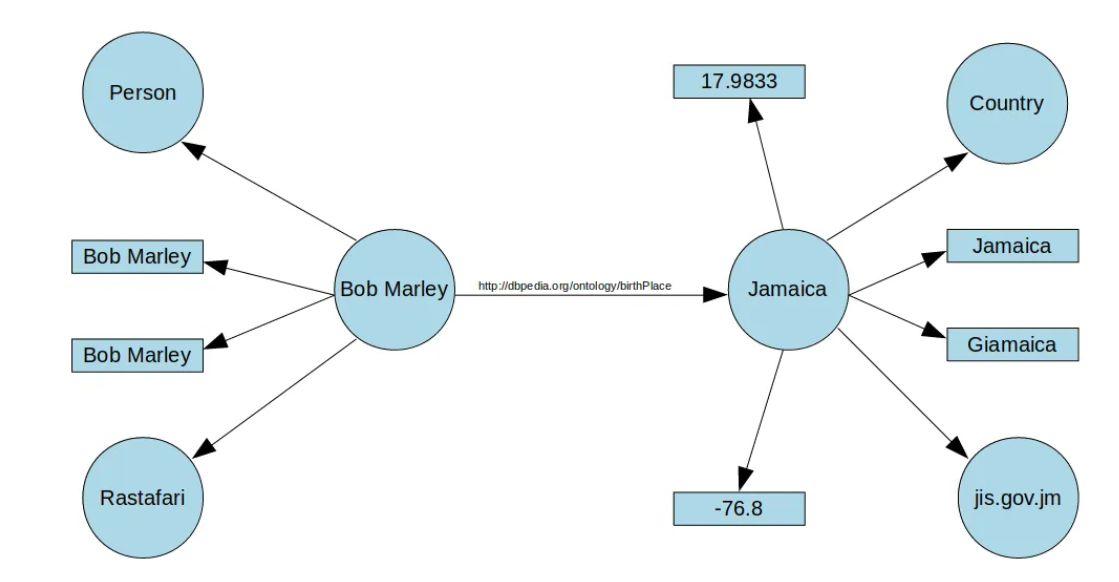 Person
17.9833
Country
Bob Marley
Jamaica
Bob Marley
http://dbpedia.org/ontology/birthPlace
Jamaica
Bob Marley
Giamaica
Rastafari
-76.8
jis.gov.jm